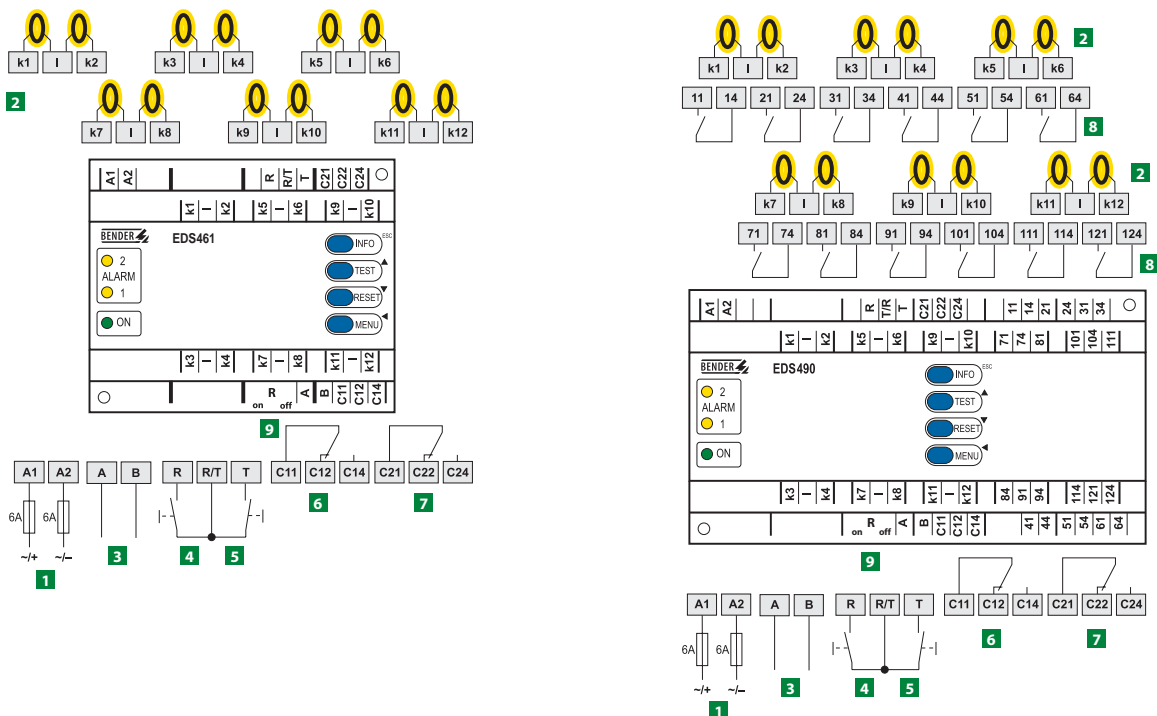 k1 I k2 k3 I k4 k5 I k6
2
k7 I k8 k9 I k10 k11 I k12
A1 A2 R R/T T C21 C22 C24
k1 I k2 k5 I k6 k9 I k10
BENDER EDS461
2
ALARM
1
ON
INFO ESC
TEST
RESET
MENU
k3 I k4 k7 I k8 k11 I k12
on R off A B C11 C12 C14
9
A1 A2 A B R R/T T C11 C12 C14 C21 C22 C24
6A 6A
6 7
~/+ ~/–
3 4 5
1
k1 I k2 k3 I k4 k5 I k6
2
11 14 21 24 31 34 41 44 51 54 61 64
8
k7 I k8 k9 I k10 k11 I k12
2
71 74 81 84 91 94 101 104 111 114 121 124
8
A1 A2 R T/R T C21 C22 C24 11 14 21 24 31 34
k1 I k2 k5 I k6 k9 I k10 71 74 81 101 104 111
BENDER EDS490
2
ALARM
1
ON
INFO ESC
TEST
RESET
MENU
k3 I k4 k7 I k8 k11 I k12 84 91 94 114 121 124
on R off A B C11 C12 C14 41 44 51 54 61 64
9
A1 A2 A B R R/T T C11 C12 C14 C21 C22 C24
6A 6A
6 7
~/+ ~/–
3 4 5
1